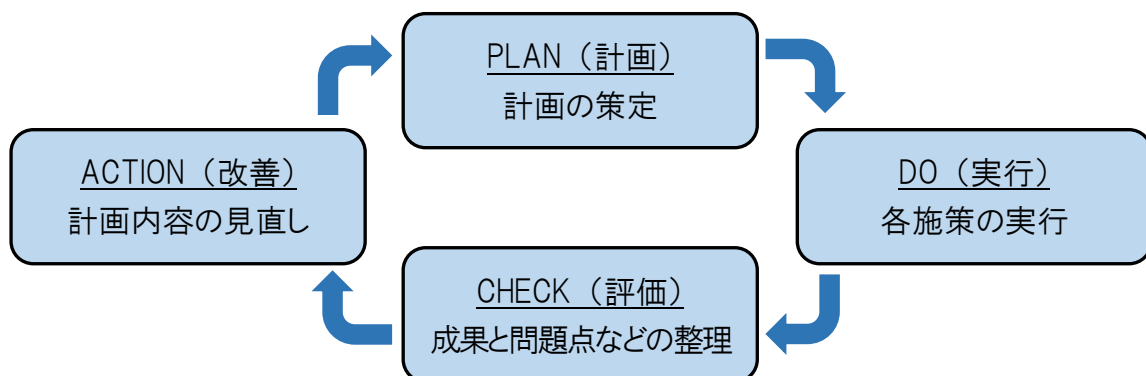 PLAN（計画）
計画の策定
DO（実行）
各施策の実行
CHECK（評価）
成果と問題点などの整理
ACTION（改善）
計画内容の見直し